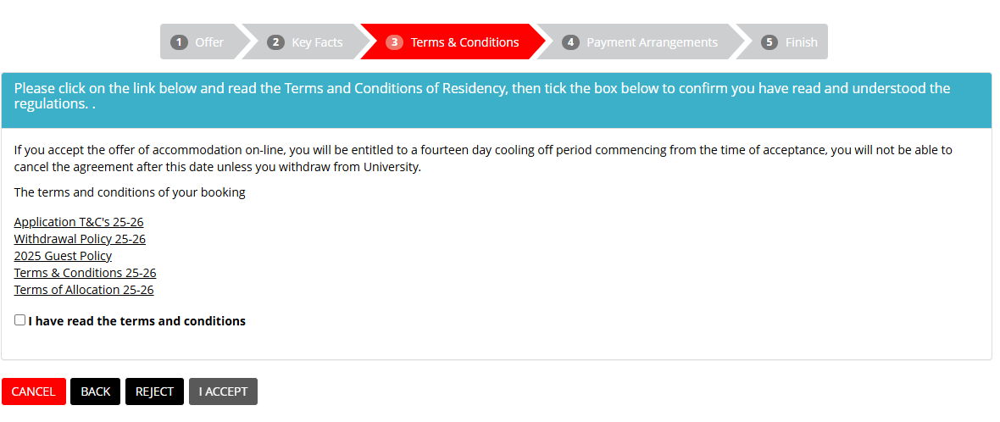 1 Offer 2 Key Facts 3 Terms & Conditions 4 Payment Arrangements 5 Finish
Please click on the link below and read the Terms and Conditions of Residency, then tick the box below to confirm you have read and understood the
regulations. .
If you accept the offer of accommodation on-line, you will be entitled to a fourteen day cooling off period commencing from the time of acceptance, you will not be able to
cancel the agreement after this date unless you withdraw from University.
The terms and conditions of your booking
Application T&C's 25-26
Withdrawal Policy 25-26
2025 Guest Policy
Terms & Conditions 25-26
Terms of Allocation 25-26
I have read the terms and conditions
CANCEL BACK REJECT I ACCEPT